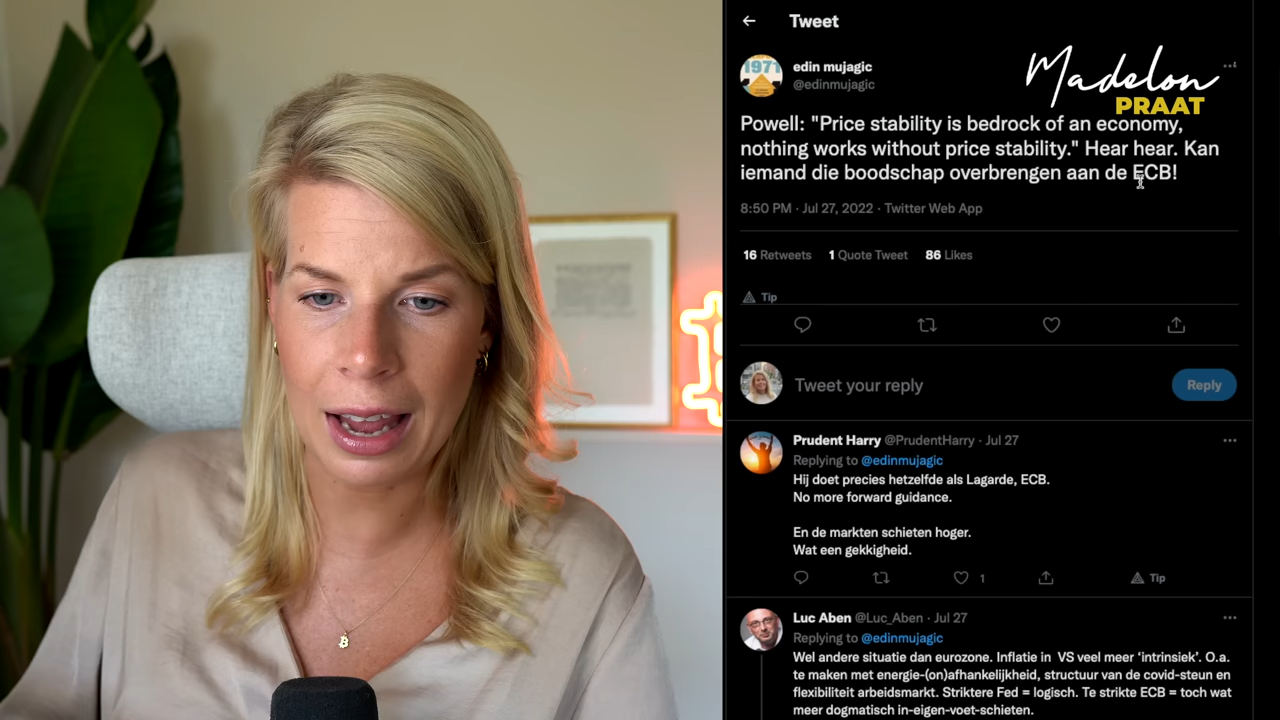 Tweet
Madelon
PRAAT
1971
edin mujagic
@edinmujagic
Powell: "Price stability is bedrock of an economy,
nothing works without price stability." Hear hear. Kan
iemand die boodschap overbrengen aan de ECB!
8:50 PM · Jul 27, 2022 · Twitter Web App
16 Retweets 1 Quote Tweet 86 Likes
Tip
Tweet your reply
Reply
Prudent Harry @PrudentHarry · Jul 27
Replying to @edinmujagic
Hij doet precies hetzelfde als Lagarde, ECB.
No more forward guidance.
En de markten schieten hoger.
Wat een gekkigheid.
1
Tip
Luc Aben @Luc_Aben · Jul 27
Replying to @edinmujagic
Wel andere situatie dan eurozone. Inflatie in VS veel meer ‘intrinsiek’. O.a.
te maken met energie-(on)afhankelijkheid, structuur van de covid-steun en
flexibiliteit arbeidsmarkt. Striktere Fed = logisch. Te strikte ECB = toch wat
meer dogmatisch in-eigen-voet-schieten.